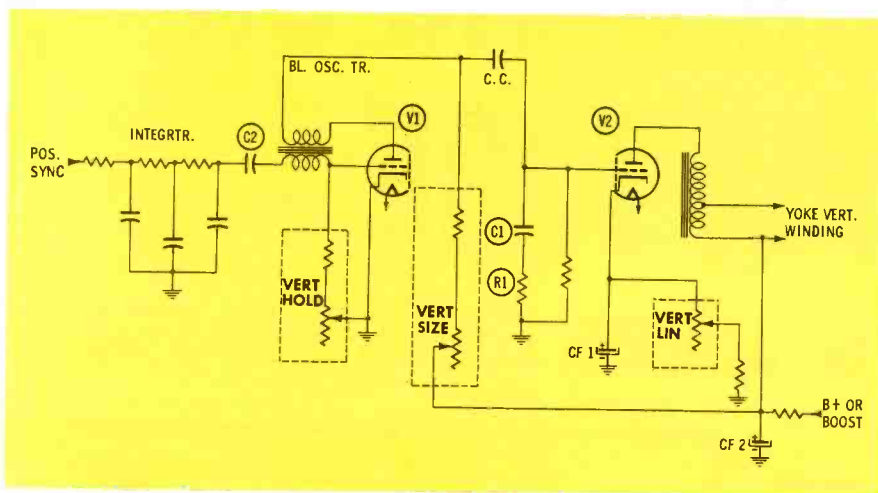 BL. OSC. TR.
C. C.
V1
V2
C2
INTEGRTR.
POS.
SYNC
YOKE VERT.
WINDING
C1
R1
VERT
HOLD
VERT
SIZE
VERT
LIN
CF 1
B+ OR
BOOST
CF 2